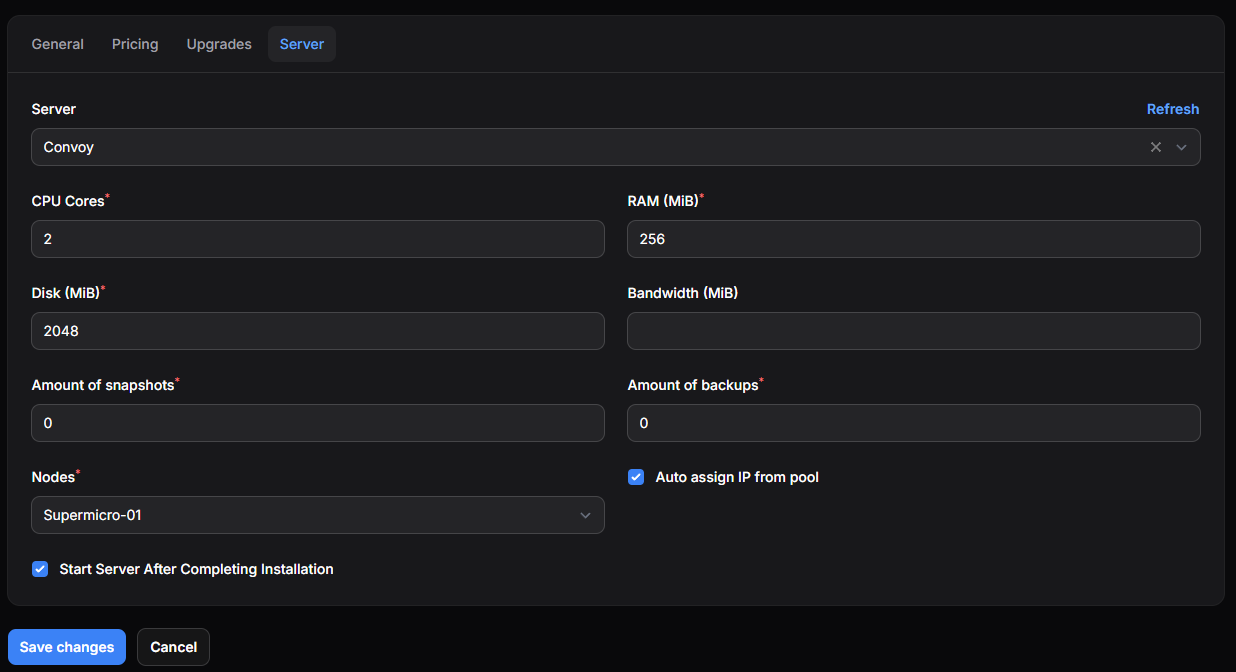 General Pricing Upgrades Server
Server Refresh
Convoy
CPU Cores* RAM (MiB)*
2 256
Disk (MiB)* Bandwidth (MiB)
2048
Amount of snapshots* Amount of backups*
0 0
Nodes* Auto assign IP from pool
Supermicro-01
Start Server After Completing Installation
Save changes Cancel